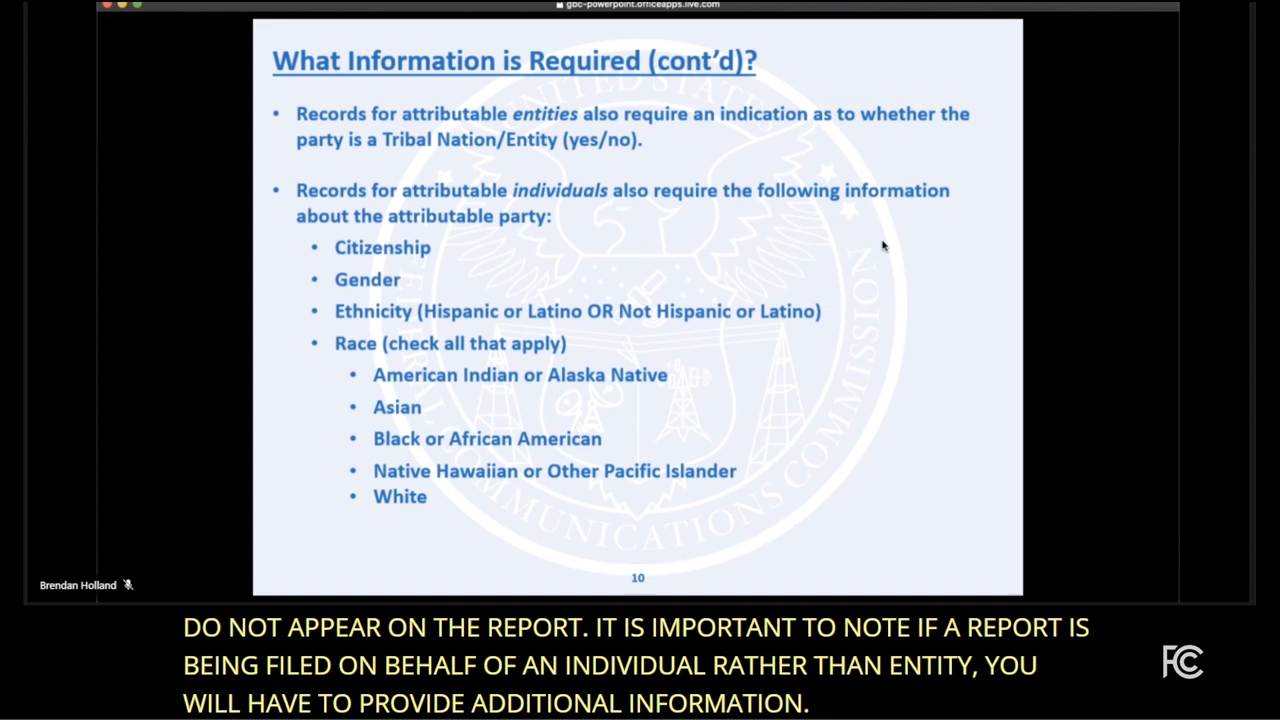 gbc-powerpoint.officeapps.live.com
What Information is Required (cont’d)?
• Records for attributable entities also require an indication as to whether the
party is a Tribal Nation/Entity (yes/no).
• Records for attributable individuals also require the following information
about the attributable party:
• Citizenship
• Gender
• Ethnicity (Hispanic or Latino OR Not Hispanic or Latino)
• Race (check all that apply)
• American Indian or Alaska Native
• Asian
• Black or African American
• Native Hawaiian or Other Pacific Islander
• White
UNITED STATES
FEDERAL COMMUNICATIONS COMMISSION
10
Brendan Holland
DO NOT APPEAR ON THE REPORT. IT IS IMPORTANT TO NOTE IF A REPORT IS
BEING FILED ON BEHALF OF AN INDIVIDUAL RATHER THAN ENTITY, YOU
WILL HAVE TO PROVIDE ADDITIONAL INFORMATION.
FCC